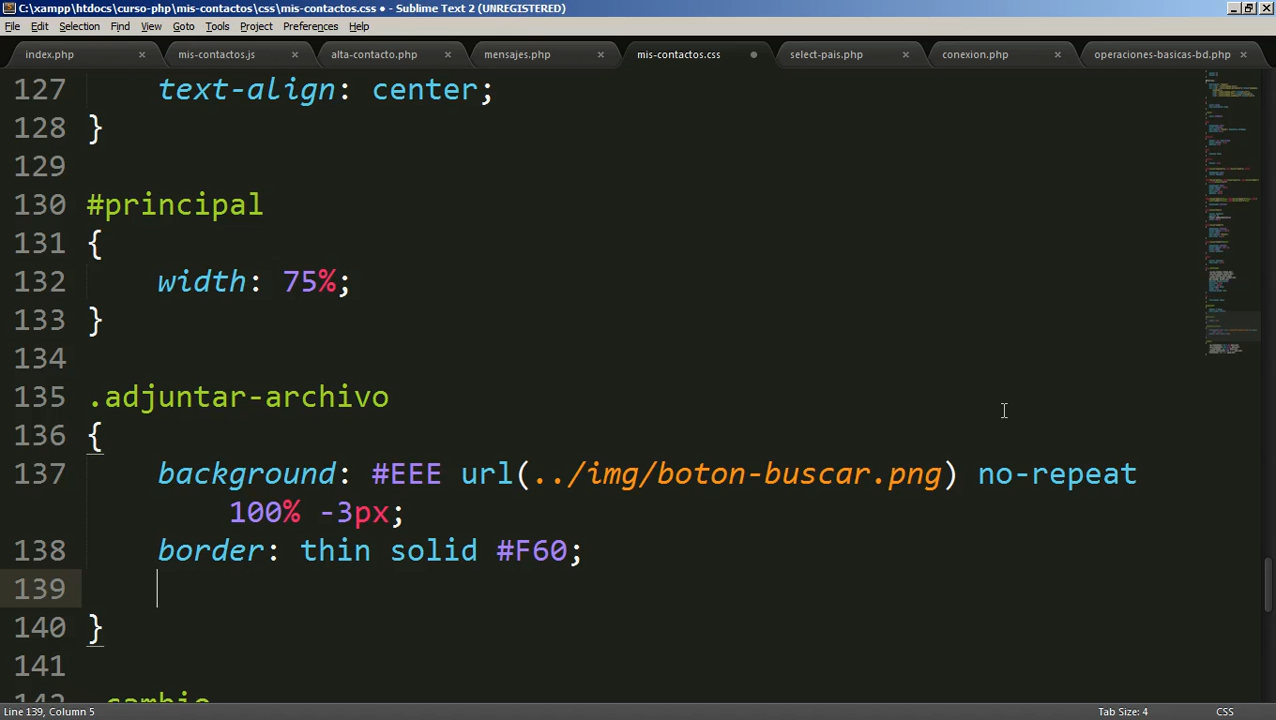 C:\xampp\htdocs\curso-php\mis-contactos\css\mis-contactos.css • - Sublime Text 2 (UNREGISTERED)
File Edit Selection Find View Goto Tools Project Preferences Help
index.php mis-contactos.js alta-contacto.php mensajes.php mis-contactos.css select-pais.php conexion.php operaciones-basicas-bd.php
127 text-align: center;
128 }
129
130 #principal
131 {
132 width: 75%;
133 }
134
135 .adjuntar-archivo
136 {
137 background: #EEE url(../img/boton-buscar.png) no-repeat
100% -3px;
138 border: thin solid #F60;
139
140 }
141
142 .cambio
Line 139, Column 5 Tab Size: 4 CSS